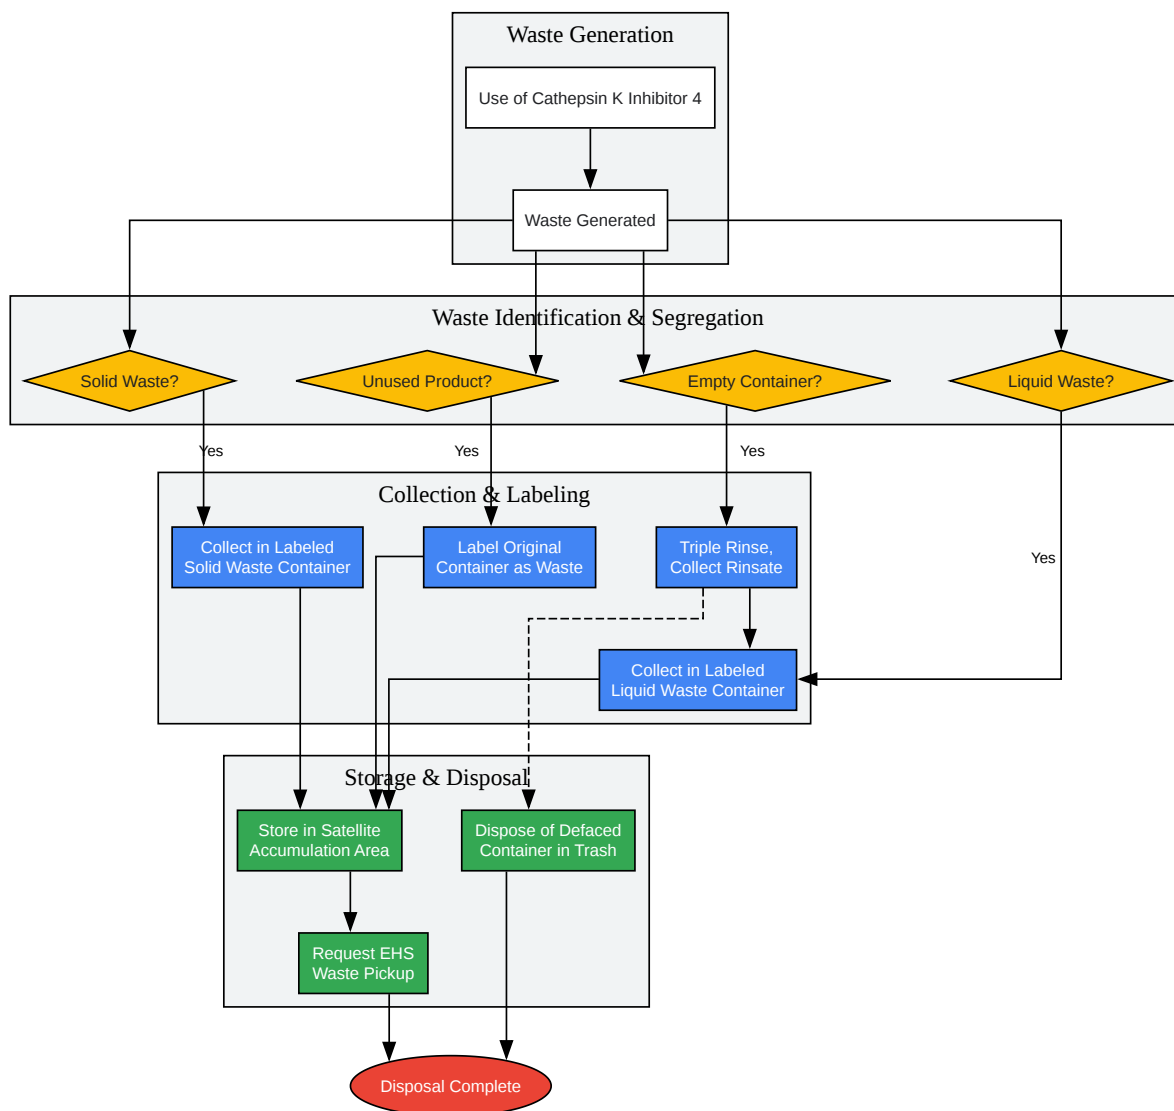 Waste Generation
Use of Cathepsin K Inhibitor 4
Waste Generated
Waste Identification & Segregation
Solid Waste?
Unused Product?
Empty Container?
Liquid Waste?
Yes
Yes
Yes
Collection & Labeling
Collect in Labeled
Solid Waste Container
Label Original
Container as Waste
Triple Rinse,
Collect Rinsate
Yes
Collect in Labeled
Liquid Waste Container
Storage & Disposal
Store in Satellite
Accumulation Area
Dispose of Defaced
Container in Trash
Request EHS
Waste Pickup
Disposal Complete